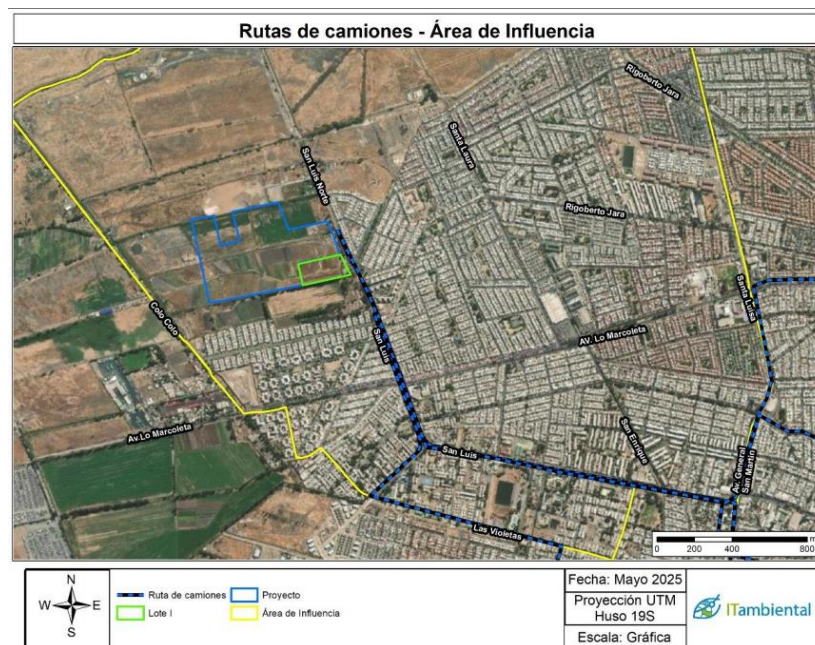 Rutas de camiones - Área de Influencia
Rigoberto Jara
Santa Laura
San Luis Norte
Rigoberto Jara
Santa Luisa
Colo Colo
San Luis
AV. Lo Marcoleta
Av.Lo Marcoleta
San Enrique
San Luis
Av. General
San Martín
Las Violetas
0 200 400 800
m
N
W E
S
Ruta de camiones
Proyecto
Lote I
Área de Influencia
Fecha: Mayo 2025
Proyección UTM
Huso 19S
Escala: Gráfica
ITambiental